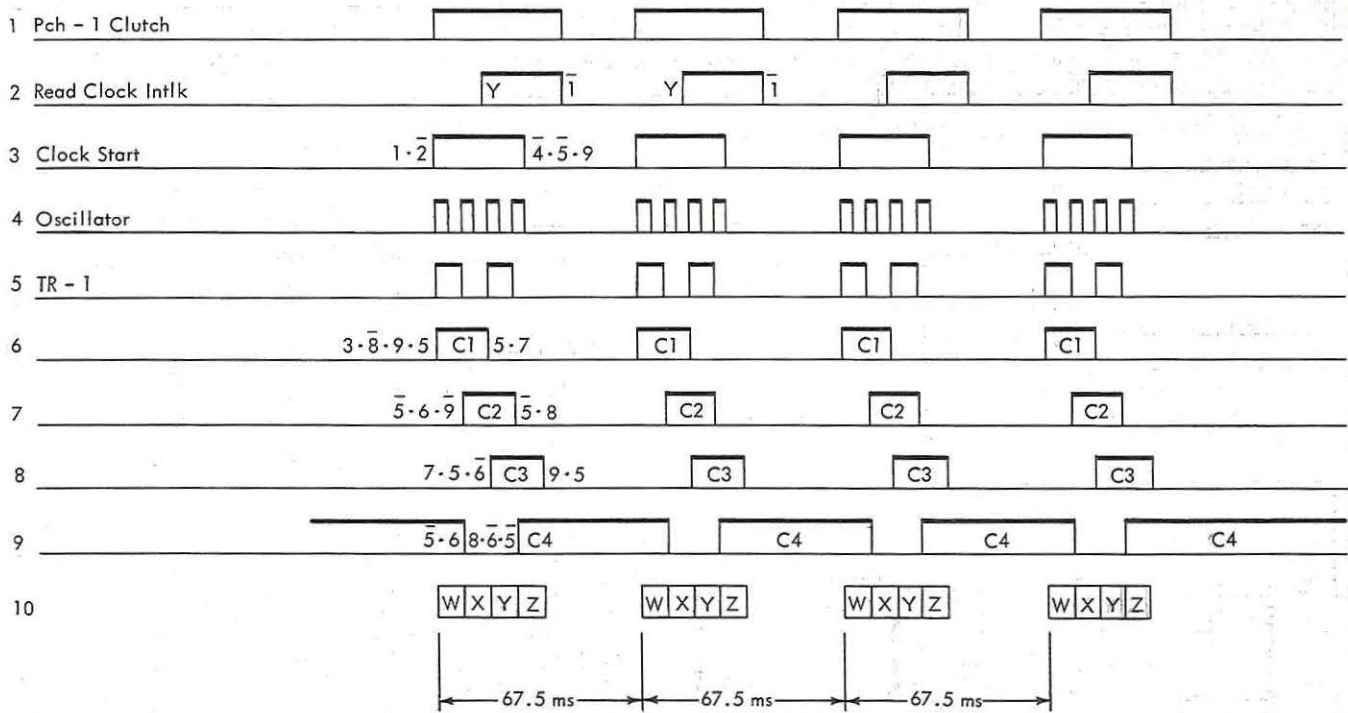 1 Pch - 1 Clutch
2 Read Clock Intlk Y 1̅ Y 1̅
3 Clock Start 1·2̅ 4̅·5̅·9
4 Oscillator
5 TR - 1
6 3·8̅·9·5 C1 5·7 C1 C1 C1
7 5̅·6·9̅ C2 5̅·8 C2 C2 C2
8 7·5·6̅ C3 9·5 C3 C3 C3
9 5̅·6 8·6̅·5̅ C4 C4 C4 C4
10 W X Y Z W X Y Z W X Y Z W X Y Z
67.5 ms 67.5 ms 67.5 ms